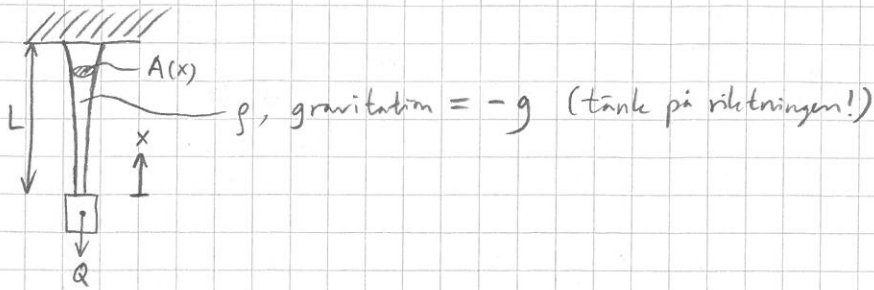 A(x)
ρ, gravitation = -g (tänk på riktningen!)
L
x
Q